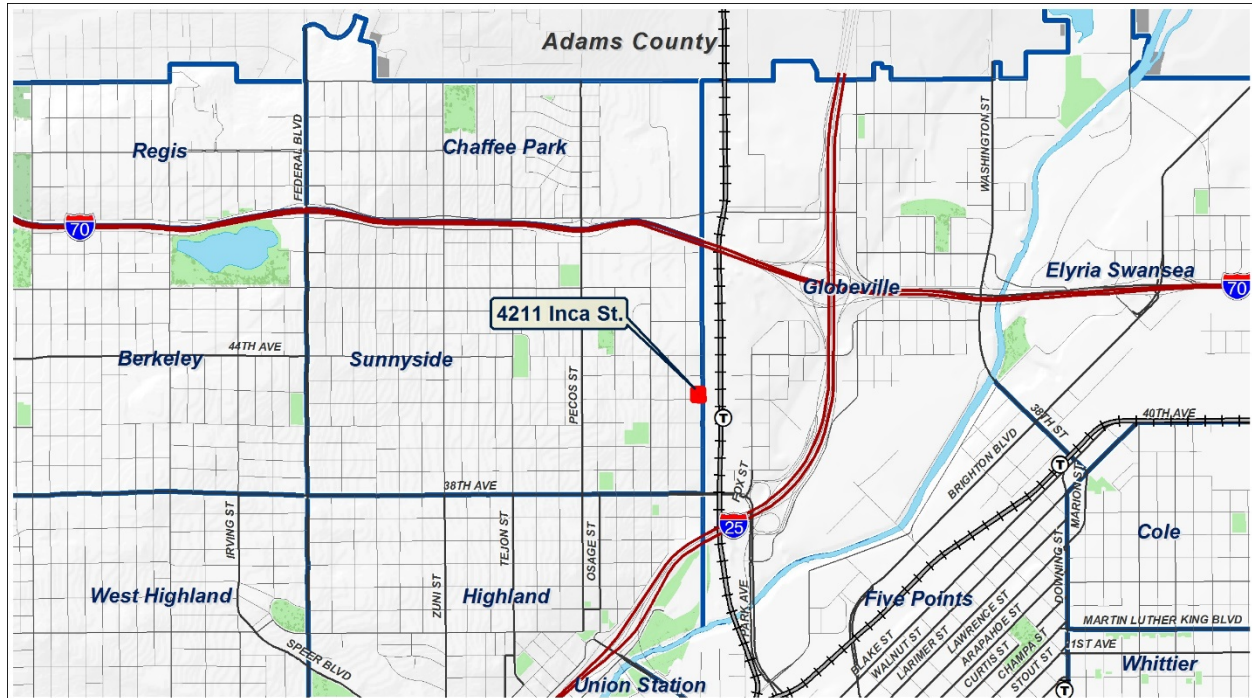 Adams County
Regis
FEDERAL BLVD
Chaffee Park
WASHINGTON ST
70
Elyria Swansea
Globeville
70
4211 Inca St.
44TH AVE
Berkeley
Sunnyside
PECOS ST
T
38TH ST
40TH AVE
BRIGHTON BLVD
T
38TH AVE
FOX ST
MARION ST
25
IRVING ST
TEJON ST
OSAGE ST
Cole
DOWNING ST
West Highland
ZUNI ST
Highland
PARK AVE
Five Points
MARTIN LUTHER KING BLVD
BLAKE ST
WALNUT ST
LARIMER ST
LAWRENCE ST
ARAPAHOE ST
CURTIS ST
CHAMPA ST
STOUT ST
31ST AVE
SPEER BLVD
Whittier
Union Station
T